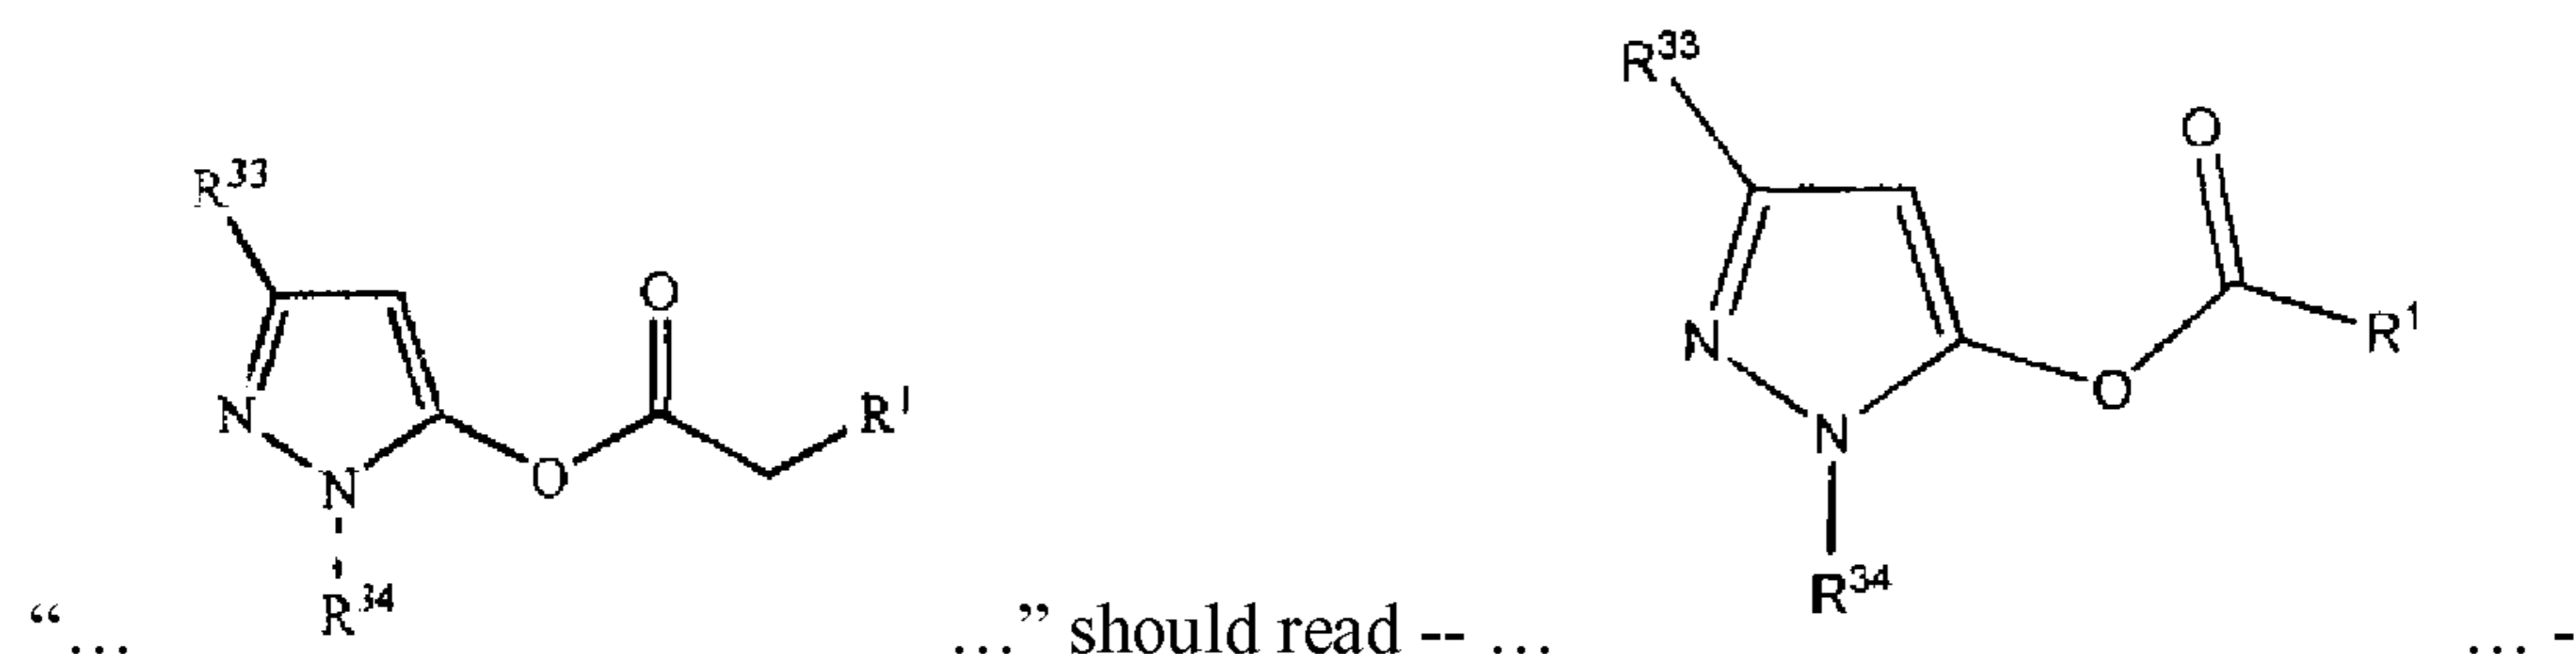 R³³
O
N
R¹
N
O
R³⁴
R³³
O
N
R¹
O
N
R³⁴
“... ...” should read -- ... ... -